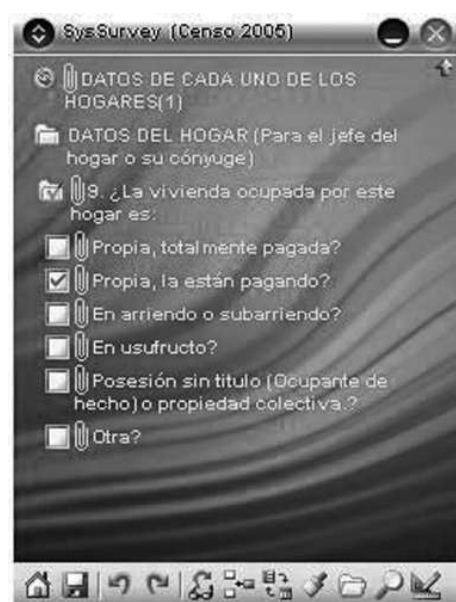 SysSurvey (Censo 2005)
DATOS DE CADA UNO DE LOS
HOGARES(1)
DATOS DEL HOGAR (Para el jefe del
hogar o su cónyuge)
9. ¿La vivienda ocupada por este
hogar es:
Propia, totalmente pagada?
Propia, la están pagando?
En arriendo o subarriendo?
En usufructo?
Posesión sin titulo (Ocupante de
hecho) o propiedad colectiva.?
Otra?